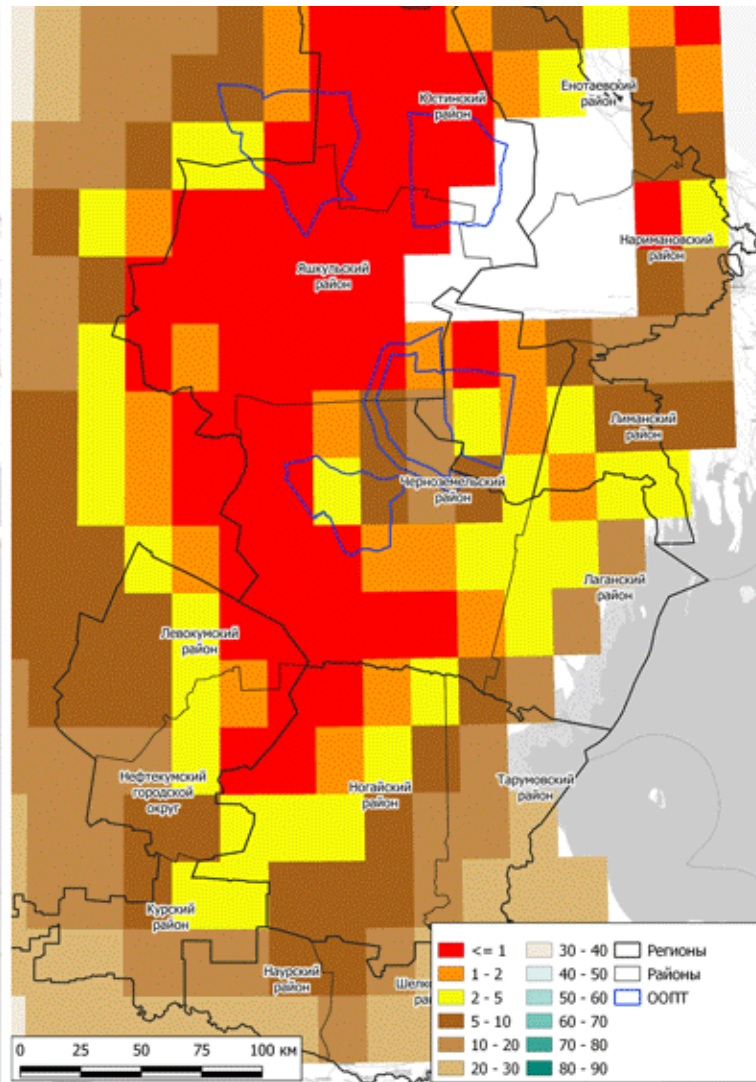 Юстинский
район
Енотаевский
район
Наримановский
район
Яшкульский
район
Лиманский
район
Черноземельский
район
Лаганский
район
Левокумский
район
Нефтекумский
городской
округ
Ногайский
район
Тарумовский
район
Курский
район
Наурский
район
<= 1
1 - 2
2 - 5
5 - 10
10 - 20
20 - 30
30 - 40
40 - 50
50 - 60
60 - 70
70 - 80
80 - 90
Регионы
Районы
ООПТ
0 25 50 75 100 км